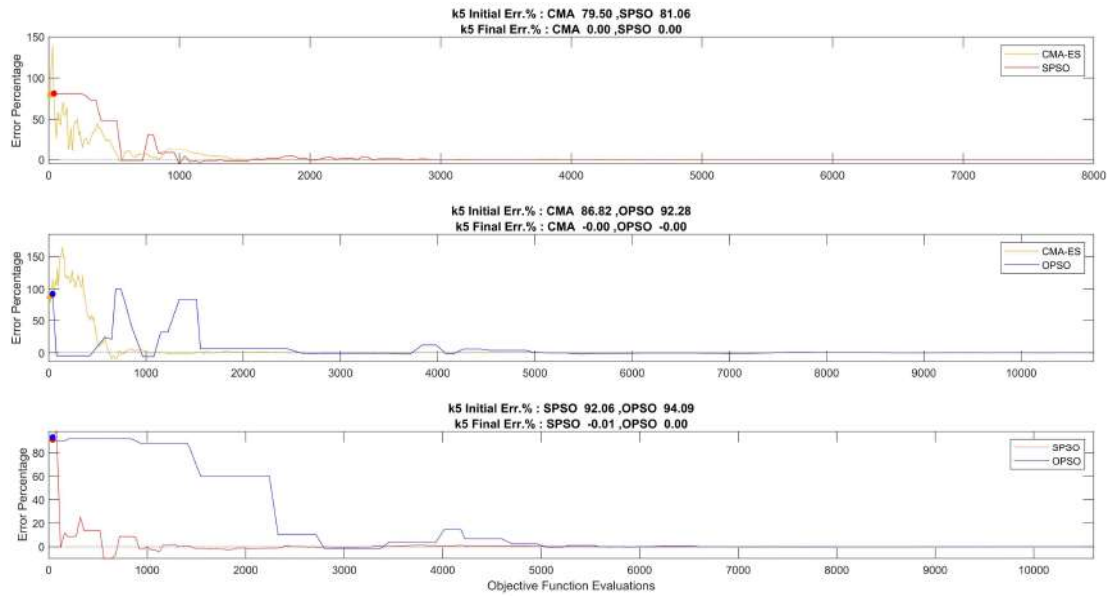 k5 Initial Err.% : CMA 79.50 ,SPSO 81.06
k5 Final Err.% : CMA 0.00 ,SPSO 0.00
150
100
50
0
Error Percentage
CMA-ES
SPSO
0 1000 2000 3000 4000 5000 6000 7000 8000
k5 Initial Err.% : CMA 86.82 ,OPSO 92.28
k5 Final Err.% : CMA -0.00 ,OPSO -0.00
150
100
50
0
Error Percentage
CMA-ES
OPSO
0 1000 2000 3000 4000 5000 6000 7000 8000 9000 10000
k5 Initial Err.% : SPSO 92.06 ,OPSO 94.09
k5 Final Err.% : SPSO -0.01 ,OPSO 0.00
80
60
40
20
0
Error Percentage
SPSO
OPSO
0 1000 2000 3000 4000 5000 6000 7000 8000 9000 10000
Objective Function Evaluations